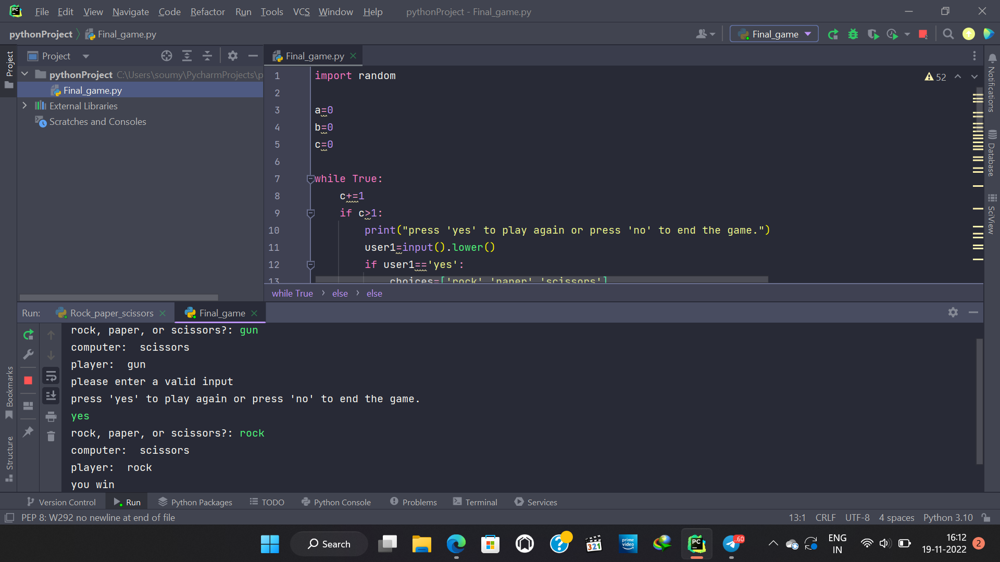 File Edit View Navigate Code Refactor Run Tools VCS Window Help pythonProject - Final_game.py
pythonProject Final_game.py Final_game
Project
Project
Final_game.py
pythonProject C:\Users\soumy\PycharmProjects\p
Final_game.py
External Libraries
Scratches and Consoles
52
1 import random
2
3 a=0
4 b=0
5 c=0
6
7 while True:
8 c+=1
9 if c>1:
10 print("press 'yes' to play again or press 'no' to end the game.")
11 user1=input().lower()
12 if user1=='yes':
13 choices=['rock','paper','scissors']
while True › else › else
Notifications
Database
SciView
Run: Rock_paper_scissors Final_game
rock, paper, or scissors?: gun
computer: scissors
player: gun
please enter a valid input
press 'yes' to play again or press 'no' to end the game.
yes
rock, paper, or scissors?: rock
computer: scissors
player: rock
you win
Bookmarks
Structure
Version Control Run Python Packages TODO Python Console Problems Terminal Services
PEP 8: W292 no newline at end of file 13:1 CRLF UTF-8 4 spaces Python 3.10
Search
321
prime video
PC
..60
ENG
IN
16:12
19-11-2022
2